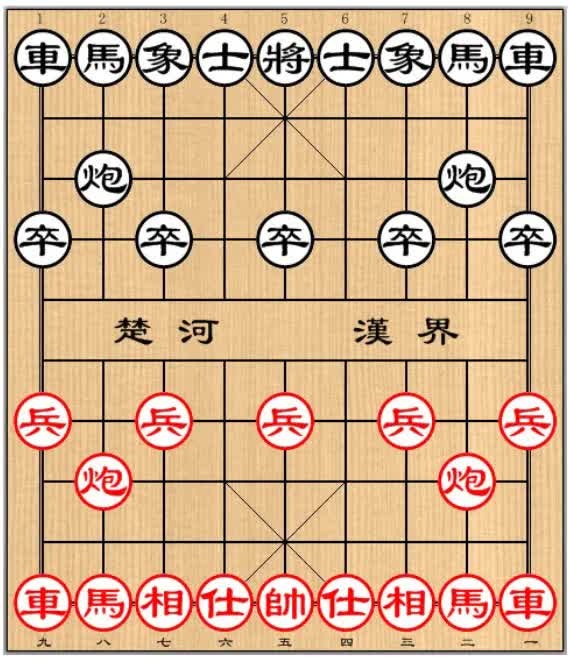 1 2 3 4 5 6 7 8 9
車 馬 象 士 將 士 象 馬 車
炮 炮
卒 卒 卒 卒 卒
楚 河 漢 界
兵 兵 兵 兵 兵
炮 炮
車 馬 相 仕 帥 仕 相 馬 車
九 八 七 六 五 四 三 二 一